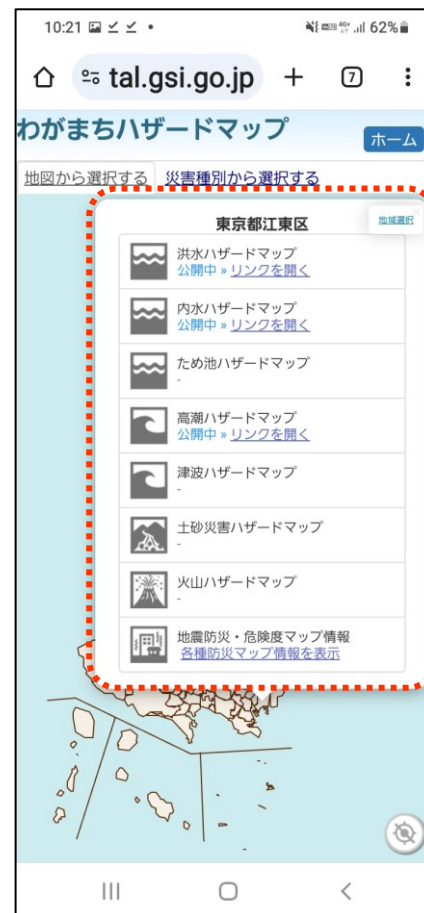 10:21 62%
tal.gsi.go.jp + 7
わがまちハザードマップ
ホーム
地図から選択する 災害種別から選択する
東京都江東区
地域選択
洪水ハザードマップ
公開中 » リンクを開く
内水ハザードマップ
公開中 » リンクを開く
ため池ハザードマップ
-
高潮ハザードマップ
公開中 » リンクを開く
津波ハザードマップ
-
土砂災害ハザードマップ
-
火山ハザードマップ
-
地震防災・危険度マップ情報
各種防災マップ情報を表示